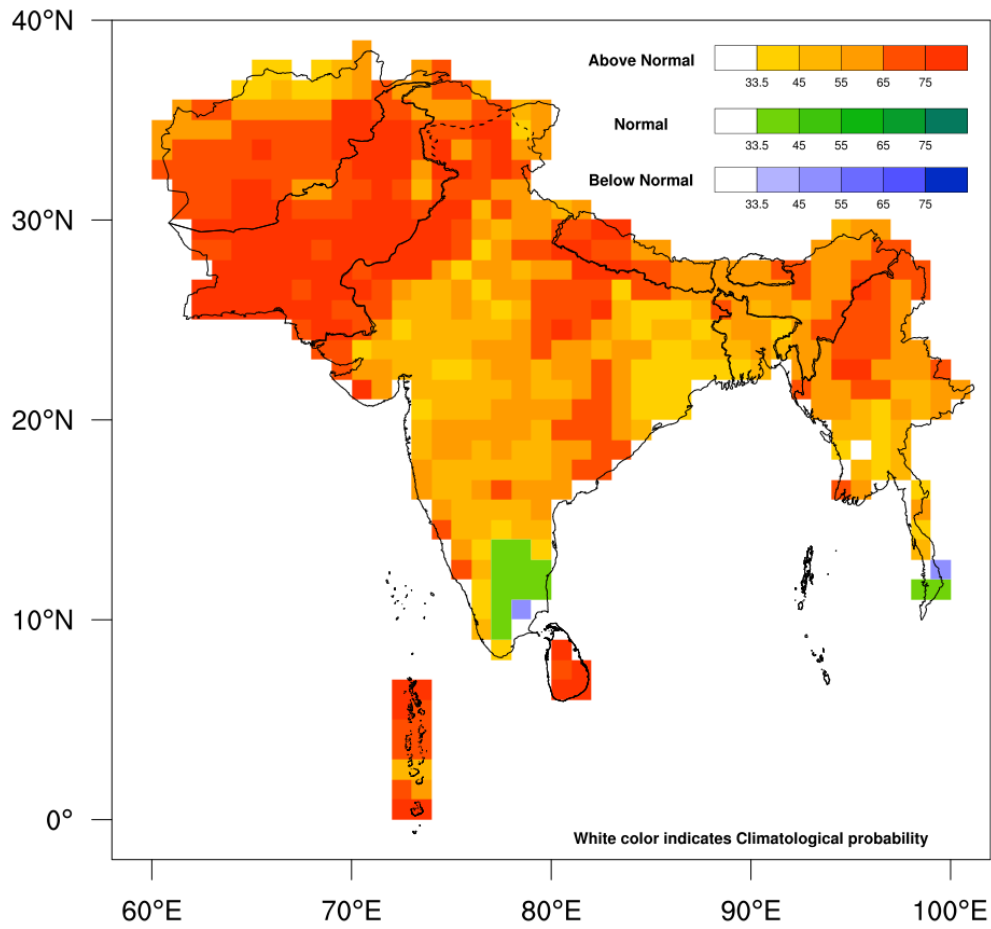 40°N
Above Normal
33.5 45 55 65 75
Normal
33.5 45 55 65 75
Below Normal
33.5 45 55 65 75
30°N
20°N
10°N
0°
White color indicates Climatological probability
60°E 70°E 80°E 90°E 100°E